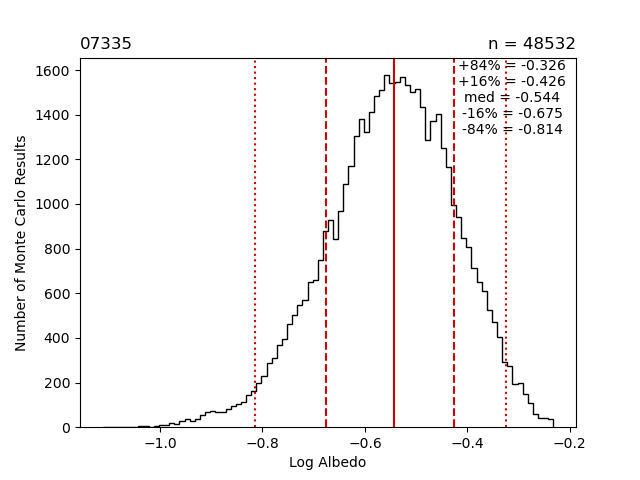 07335
n = 48532
+84% = -0.326
+16% = -0.426
med = -0.544
-16% = -0.675
-84% = -0.814
Number of Monte Carlo Results
1600
1400
1200
1000
800
600
400
200
0
−1.0
−0.8
−0.6
−0.4
−0.2
Log Albedo